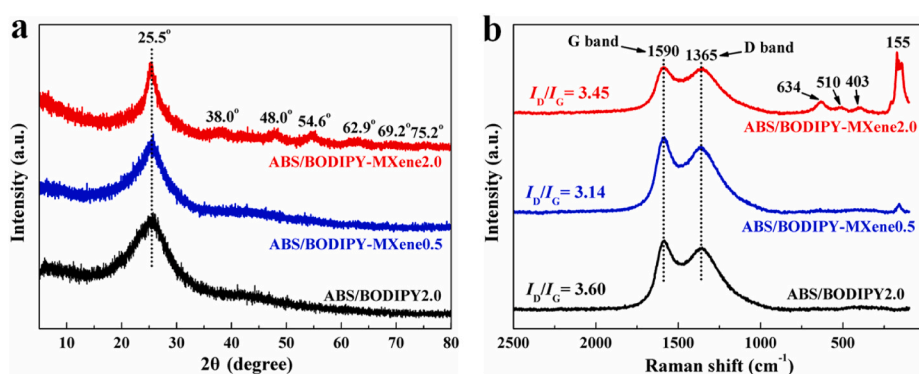 a
25.5°
38.0°
48.0°
54.6°
62.9°
69.2°
75.2°
ABS/BODIPY-MXene2.0
ABS/BODIPY-MXene0.5
ABS/BODIPY2.0
Intensity (a.u.)
10 20 30 40 50 60 70 80
2θ (degree)
b
G band
1590
1365
D band
155
634
510
403
I_D/I_G = 3.45
ABS/BODIPY-MXene2.0
I_D/I_G = 3.14
ABS/BODIPY-MXene0.5
I_D/I_G = 3.60
ABS/BODIPY2.0
Intensity (a.u.)
2500 2000 1500 1000 500
Raman shift (cm⁻¹)